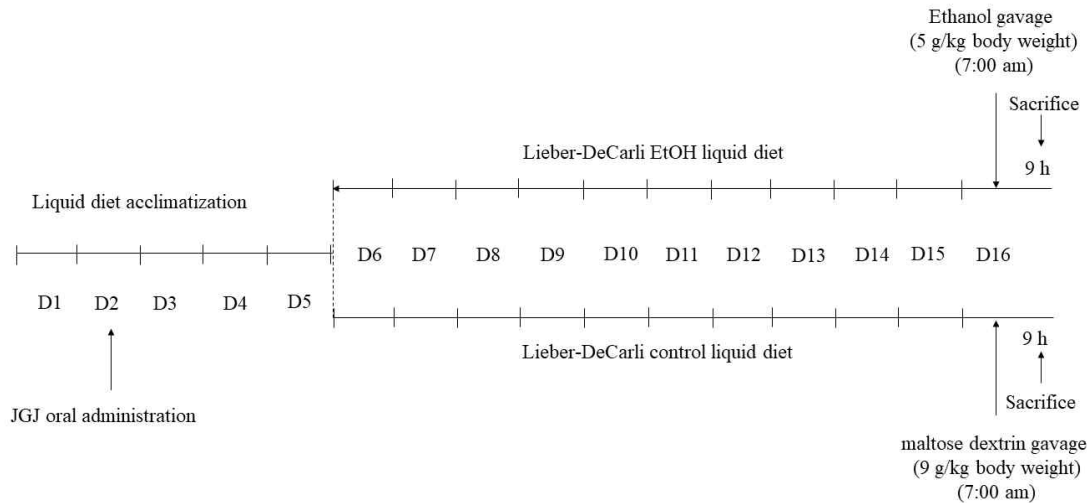 Ethanol gavage
(5 g/kg body weight)
(7:00 am)
Sacrifice
Lieber-DeCarli EtOH liquid diet
9 h
Liquid diet acclimatization
D6 D7 D8 D9 D10 D11 D12 D13 D14 D15 D16
D1 D2 D3 D4 D5
9 h
Lieber-DeCarli control liquid diet
JGJ oral administration
Sacrifice
maltose dextrin gavage
(9 g/kg body weight)
(7:00 am)